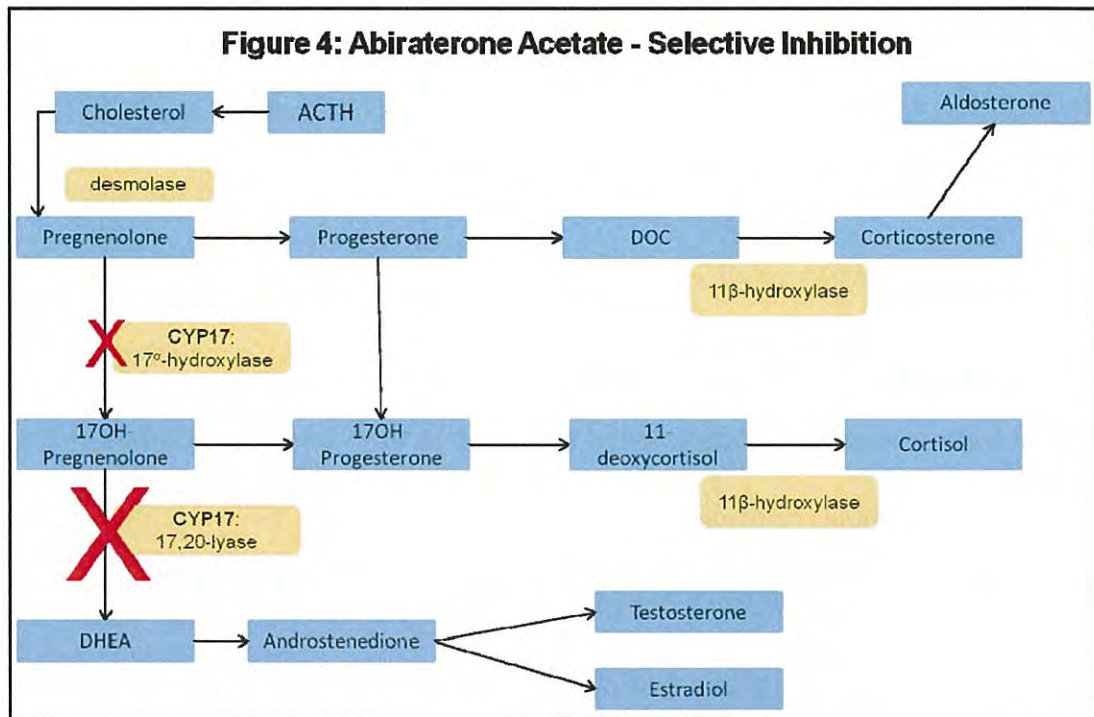 Figure 4: Abiraterone Acetate - Selective Inhibition
Cholesterol
ACTH
Aldosterone
desmolase
Pregnenolone
Progesterone
DOC
Corticosterone
11β-hydroxylase
CYP17:
17α-hydroxylase
17OH-
Pregnenolone
17OH-
Progesterone
11-
deoxycortisol
Cortisol
11β-hydroxylase
CYP17:
17,20-lyase
DHEA
Androstenedione
Testosterone
Estradiol